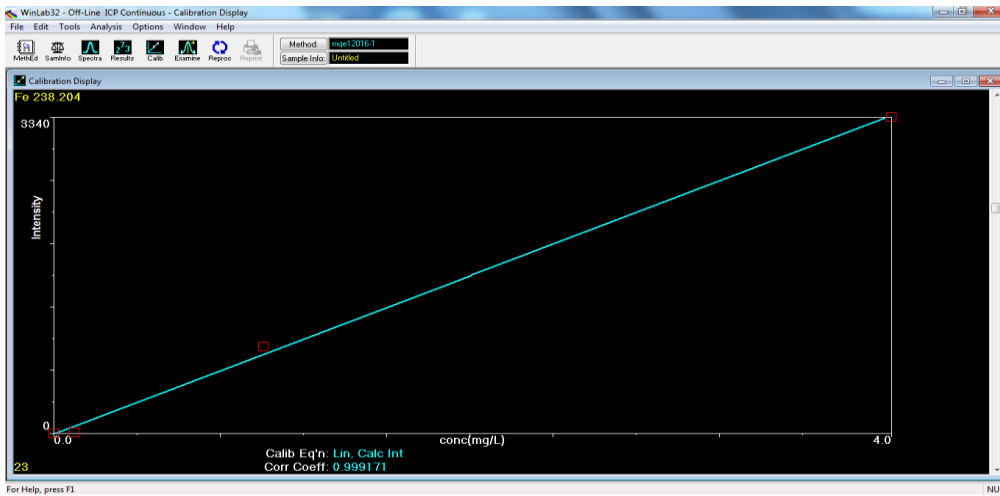 WinLab32 - Off-Line ICP Continuous - Calibration Display
File Edit Tools Analysis Options Window Help
MethEd SamInfo Spectra Results Calib Examine Reproc Reprint
Method: mqe12016-1
Sample Info: Untitled
Calibration Display
Fe 238.204
3340
Intensity
0
0.0 conc(mg/L) 4.0
Calib Eq'n: Lin, Calc Int
23 Corr Coeff: 0.999171
For Help, press F1 NU